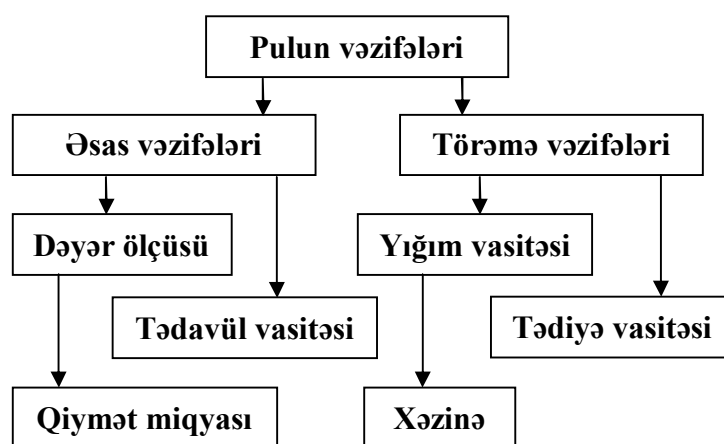 Pulun vəzifələri
Əsas vəzifələri
Törəmə vəzifələri
Dəyər ölçüsü
Yığım vasitəsi
Tədavül vasitəsi
Tədiyə vasitəsi
Qiymət miqyası
Xəzinə